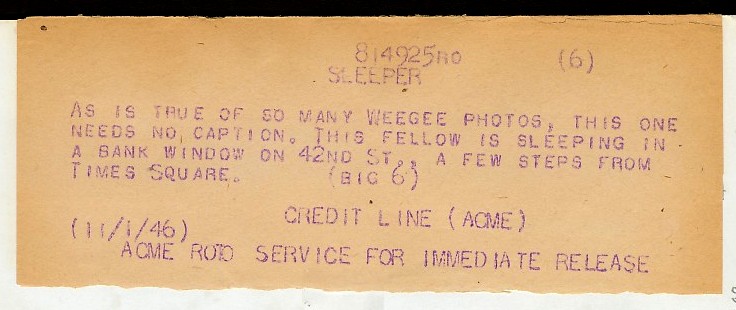 814925RO (6)
SLEEPER
AS IS TRUE OF SO MANY WEEGEE PHOTOS, THIS ONE
NEEDS NO CAPTION. THIS FELLOW IS SLEEPING IN
A BANK WINDOW ON 42ND ST., A FEW STEPS FROM
TIMES SQUARE. (BIG 6)
CREDIT LINE (ACME)
(11/1/46)
ACME ROTO SERVICE FOR IMMEDIATE RELEASE